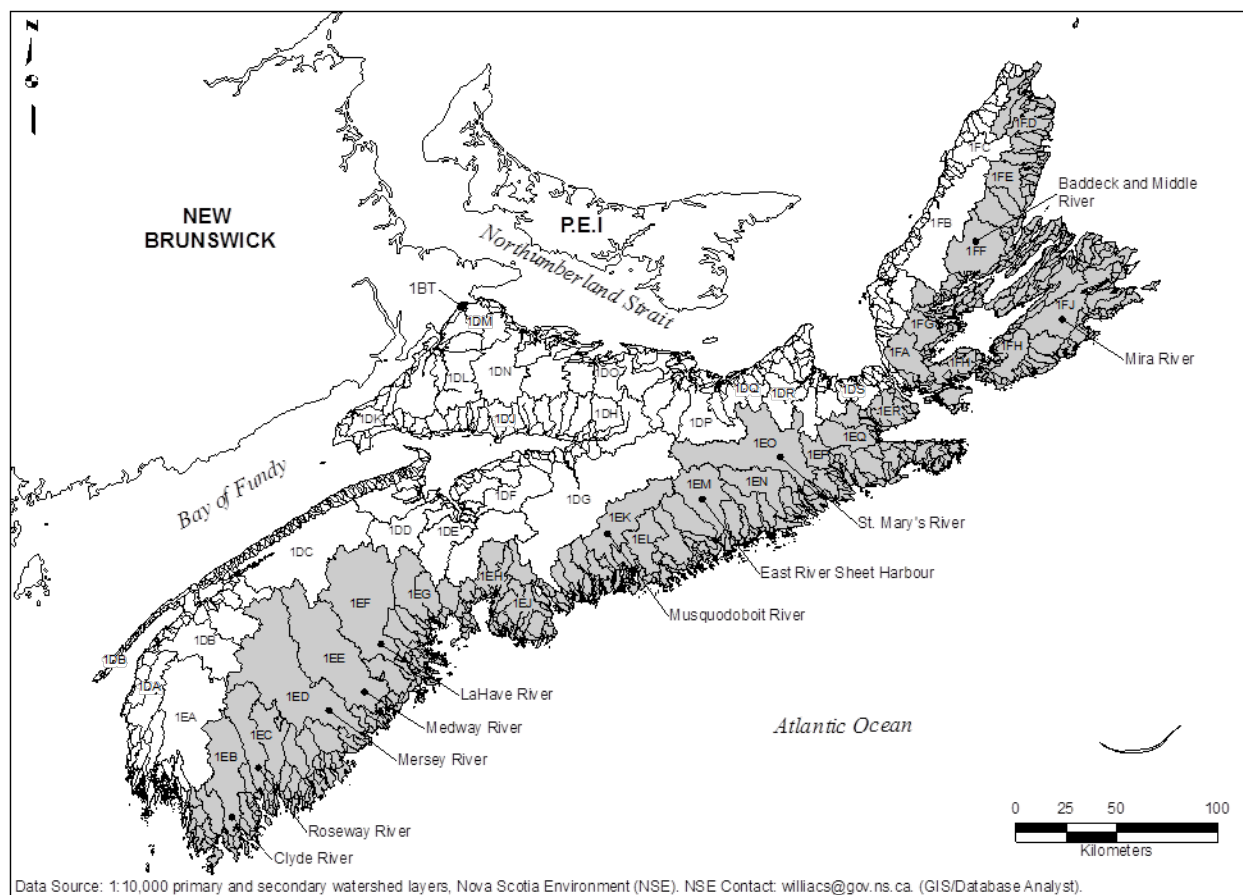 N
NEW
BRUNSWICK
P.E.I
Northumberland Strait
1FD
1FC
1FE
Baddeck and Middle
River
1FB
1FF
1BT
1DM
1FJ
1FG
1FA
1FH
1FH
Mira River
1DL
1DN
1DO
1DQ
1DR
1DS
1DK
1DJ
1DH
1DP
1ER
1EQ
1EO
1EP
Bay of Fundy
1DF
1DG
1EM
1EN
St. Mary's River
1DD
1DE
1EK
1EL
1DC
East River Sheet Harbour
1EH
1EJ
1EF
1EG
Musquodoboit River
1DB
1DB
1DA
1EE
LaHave River
1EA
1ED
Medway River
1EC
1EB
Mersey River
Atlantic Ocean
Roseway River
Clyde River
0 25 50 100
Kilometers
Data Source: 1:10,000 primary and secondary watershed layers, Nova Scotia Environment (NSE). NSE Contact: williacs@gov.ns.ca. (GIS/Database Analyst).